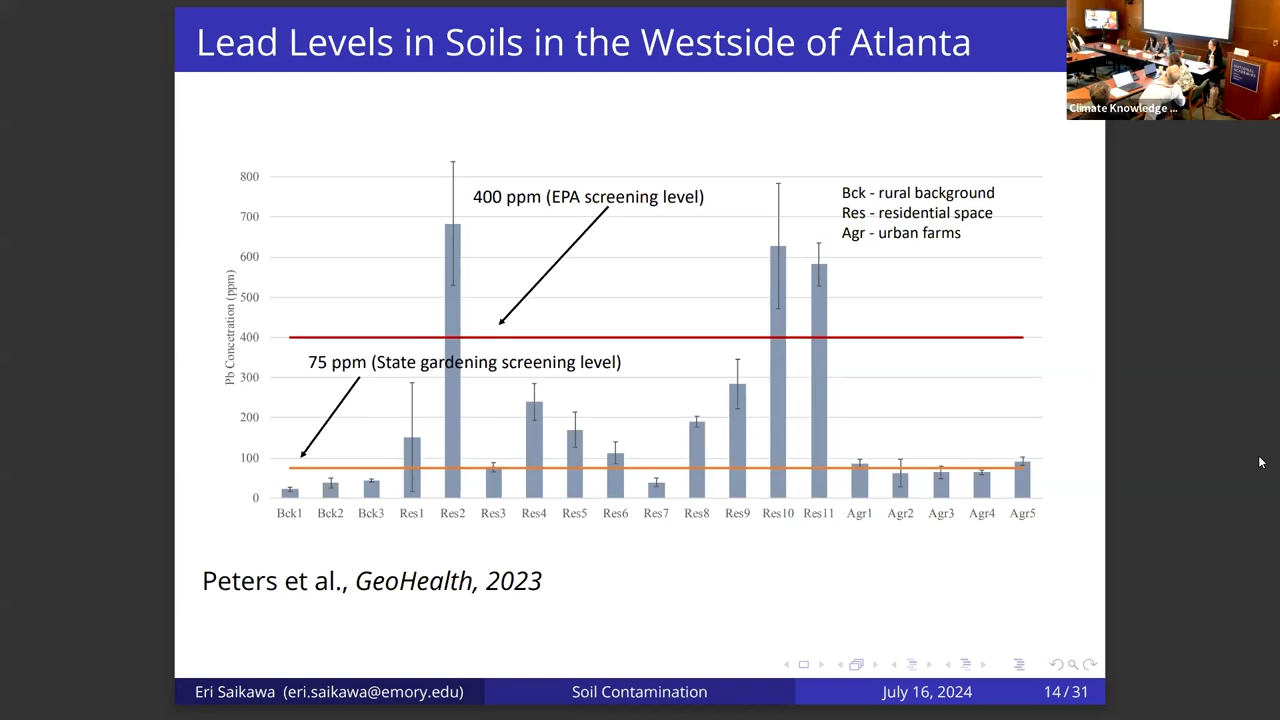 Lead Levels in Soils in the Westside of Atlanta
Climate Knowledge ...
NATIONAL
ACADEMIES
400 ppm (EPA screening level)
Bck - rural background
Res - residential space
Agr - urban farms
75 ppm (State gardening screening level)
Pb Concetration (ppm)
800
700
600
500
400
300
200
100
0
Bck1 Bck2 Bck3 Res1 Res2 Res3 Res4 Res5 Res6 Res7 Res8 Res9 Res10 Res11 Agr1 Agr2 Agr3 Agr4 Agr5
Peters et al., GeoHealth, 2023
Eri Saikawa (eri.saikawa@emory.edu) Soil Contamination July 16, 2024 14 / 31